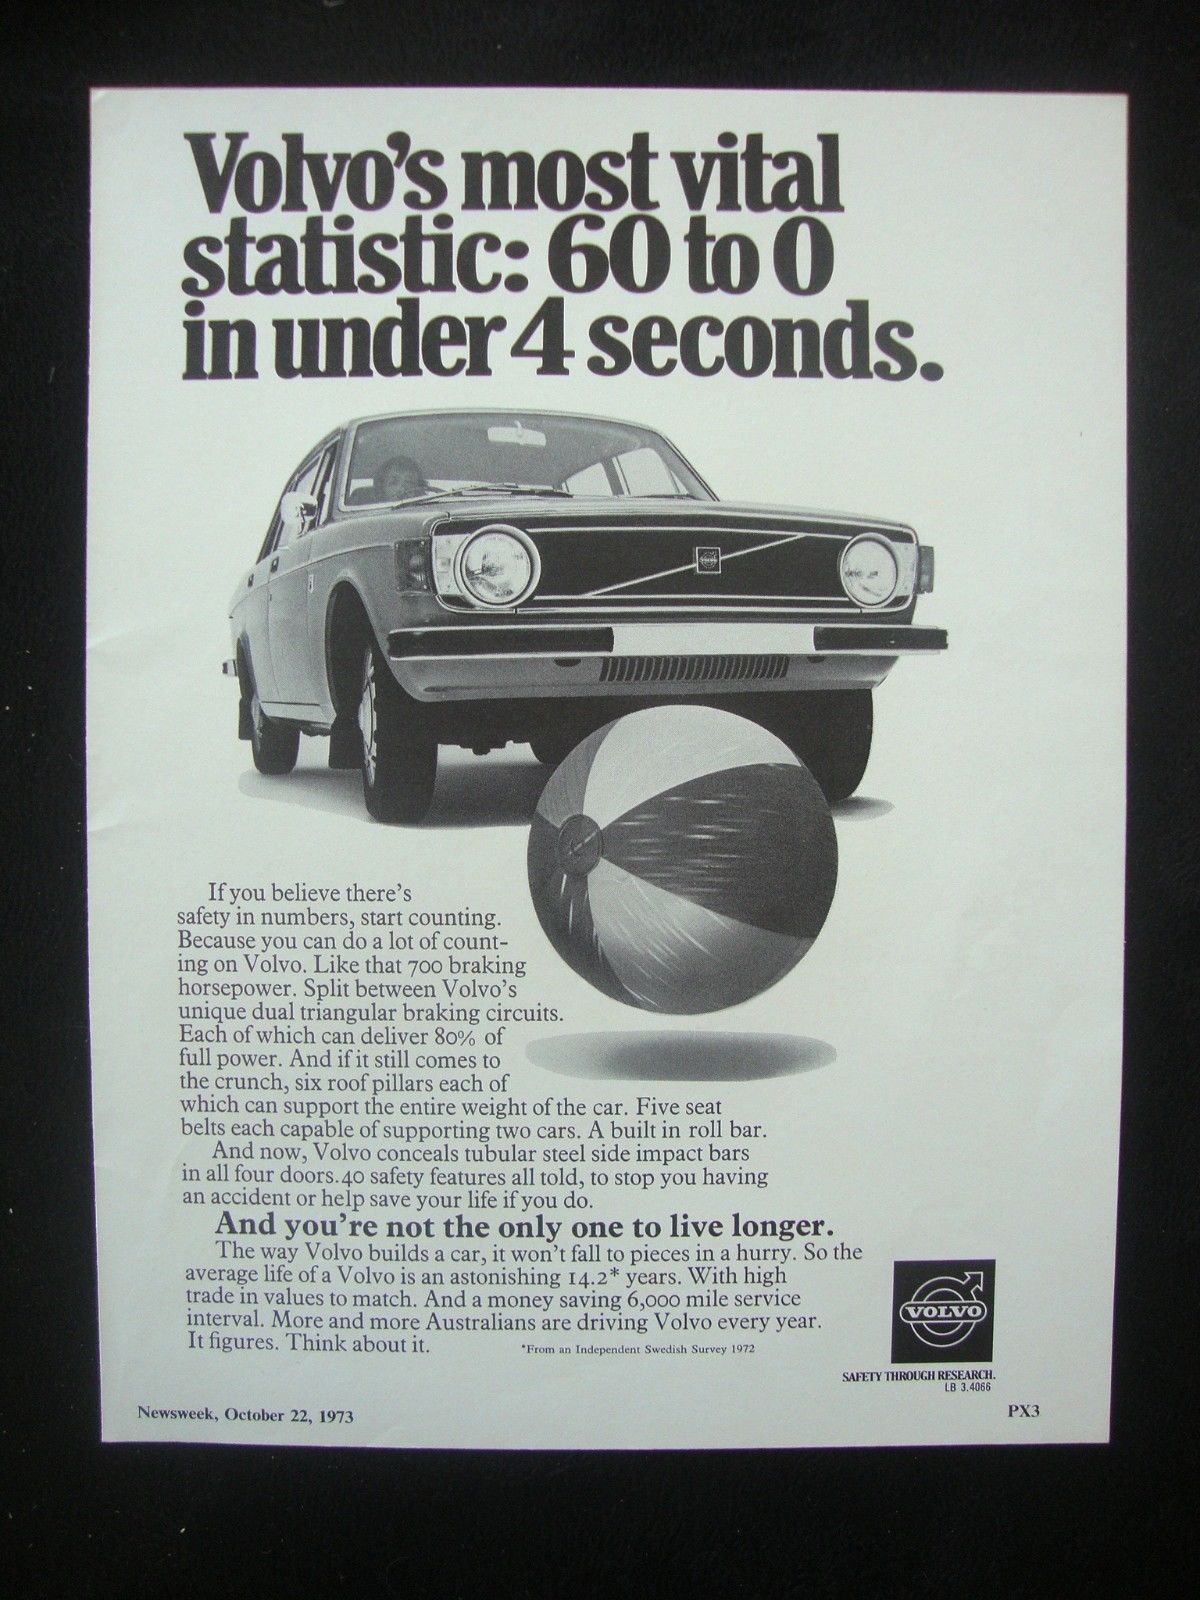 Volvo's most vital
statistic: 60 to 0
in under 4 seconds.
VOLVO
If you believe there's
safety in numbers, start counting.
Because you can do a lot of count-
ing on Volvo. Like that 700 braking
horsepower. Split between Volvo's
unique dual triangular braking circuits.
Each of which can deliver 80% of
full power. And if it still comes to
the crunch, six roof pillars each of
which can support the entire weight of the car. Five seat
belts each capable of supporting two cars. A built in roll bar.
And now, Volvo conceals tubular steel side impact bars
in all four doors. 40 safety features all told, to stop you having
an accident or help save your life if you do.
And you're not the only one to live longer.
The way Volvo builds a car, it won't fall to pieces in a hurry. So the
average life of a Volvo is an astonishing 14.2* years. With high
trade in values to match. And a money saving 6,000 mile service
interval. More and more Australians are driving Volvo every year.
It figures. Think about it.
*From an Independent Swedish Survey 1972
VOLVO
SAFETY THROUGH RESEARCH.
LB 3.4066
Newsweek, October 22, 1973
PX3